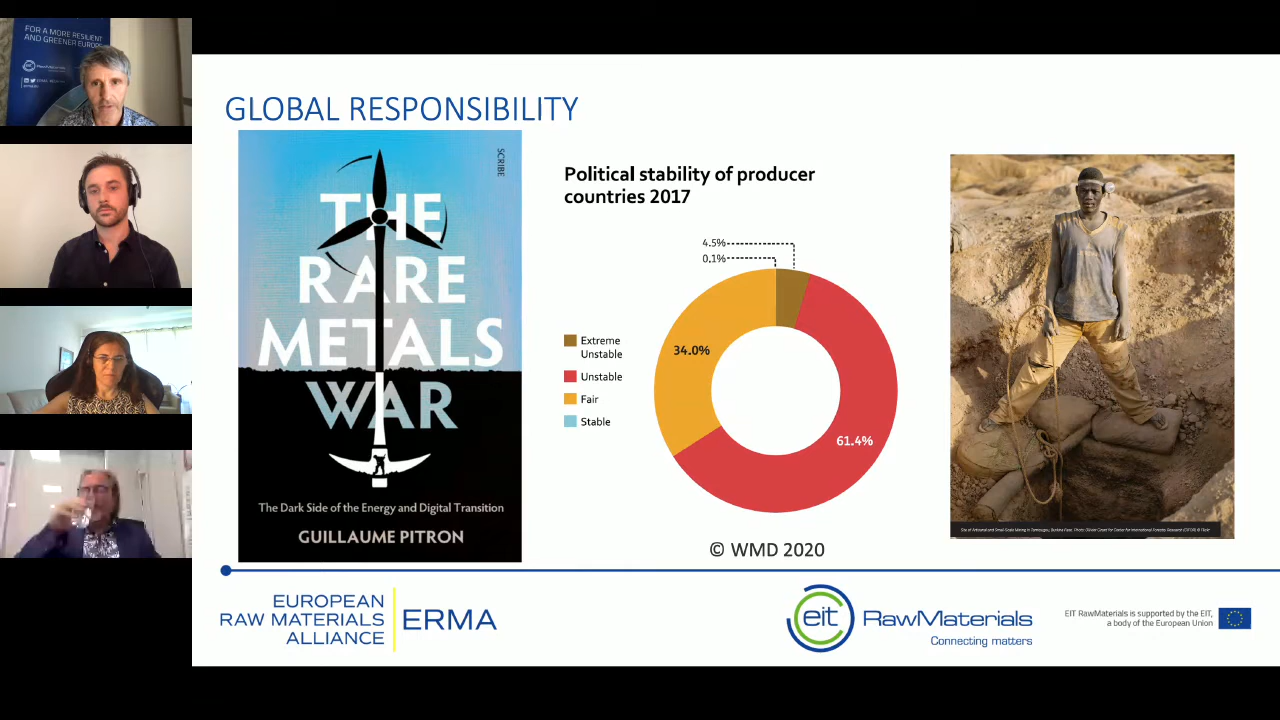 FOR A MORE RESILIENT
AND GREENER EUROPE
GLOBAL RESPONSIBILITY
SCRIBE
THE
RARE
METALS
WAR
The Dark Side of the Energy and Digital Transition
GUILLAUME PITRON
Political stability of producer
countries 2017
4.5%
0.1%
34.0%
61.4%
Extreme
Unstable
Unstable
Fair
Stable
© WMD 2020
EUROPEAN
RAW MATERIALS
ALLIANCE
ERMA
eit RawMaterials
Connecting matters
EIT RawMaterials is supported by the EIT,
a body of the European Union